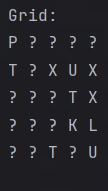 Grid:
P ? ? ? ?
T ? X U X
? ? ? T X
? ? ? K L
? ? T ? U